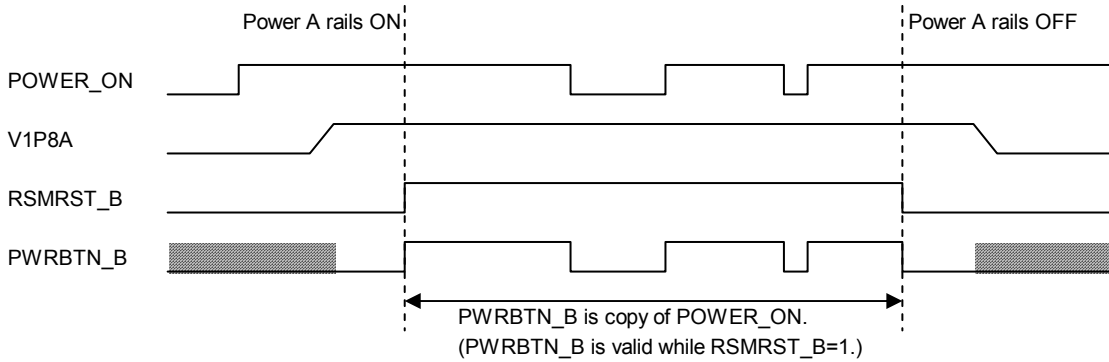 Power A rails ON
Power A rails OFF
POWER_ON
V1P8A
RSMRST_B
PWRBTN_B
PWRBTN_B is copy of POWER_ON.
(PWRBTN_B is valid while RSMRST_B=1.)